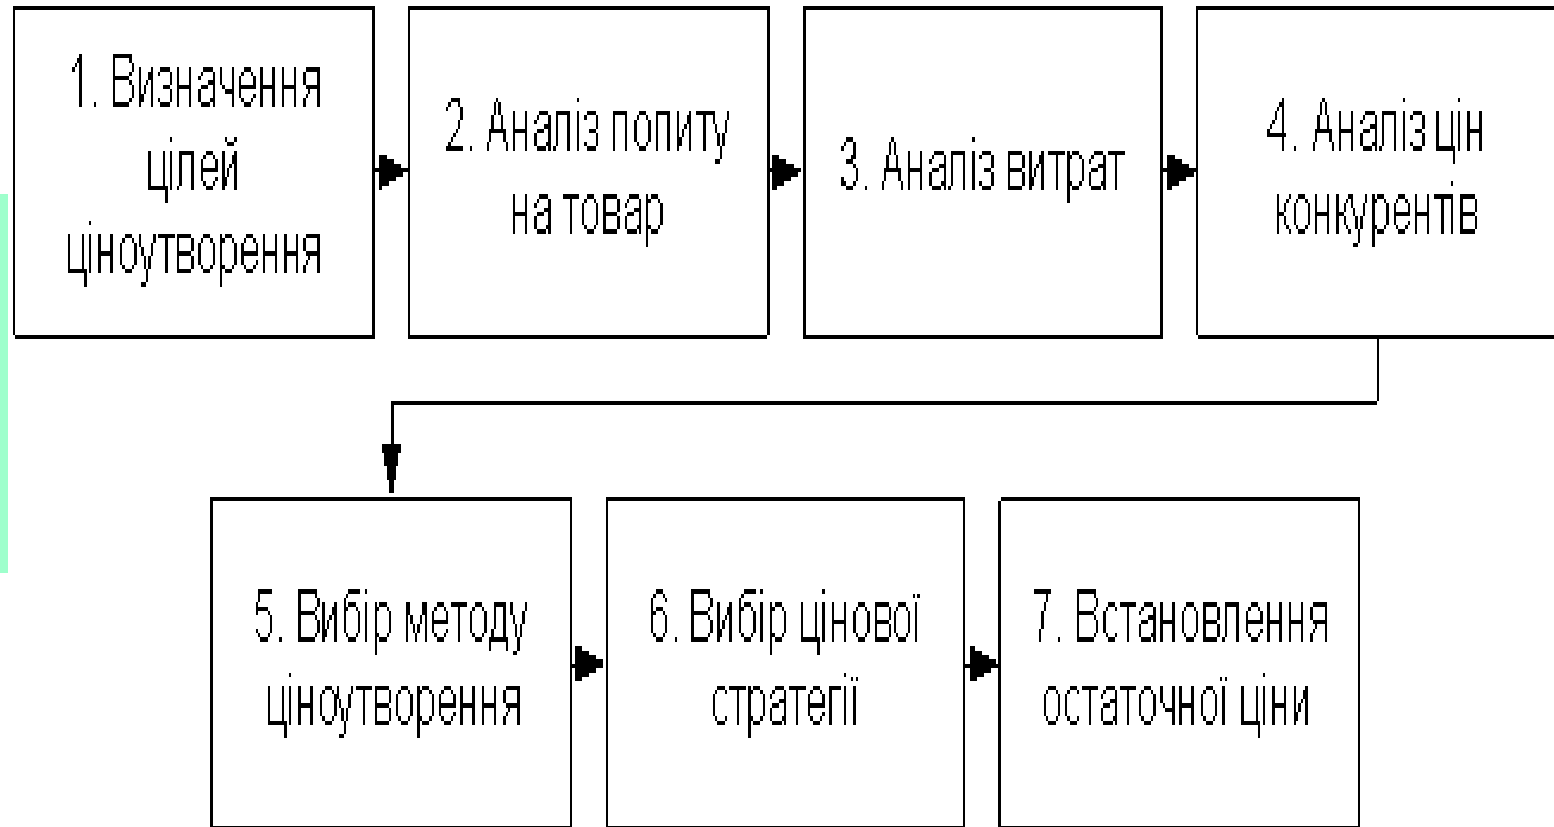 1. Визначення
цілей
ціноутворення
2. Аналіз попиту
на товар
3. Аналіз витрат
4. Аналіз цін
конкурентів
5. Вибір методу
ціноутворення
6. Вибір цінової
стратегії
7. Встановлення
остаточної ціни